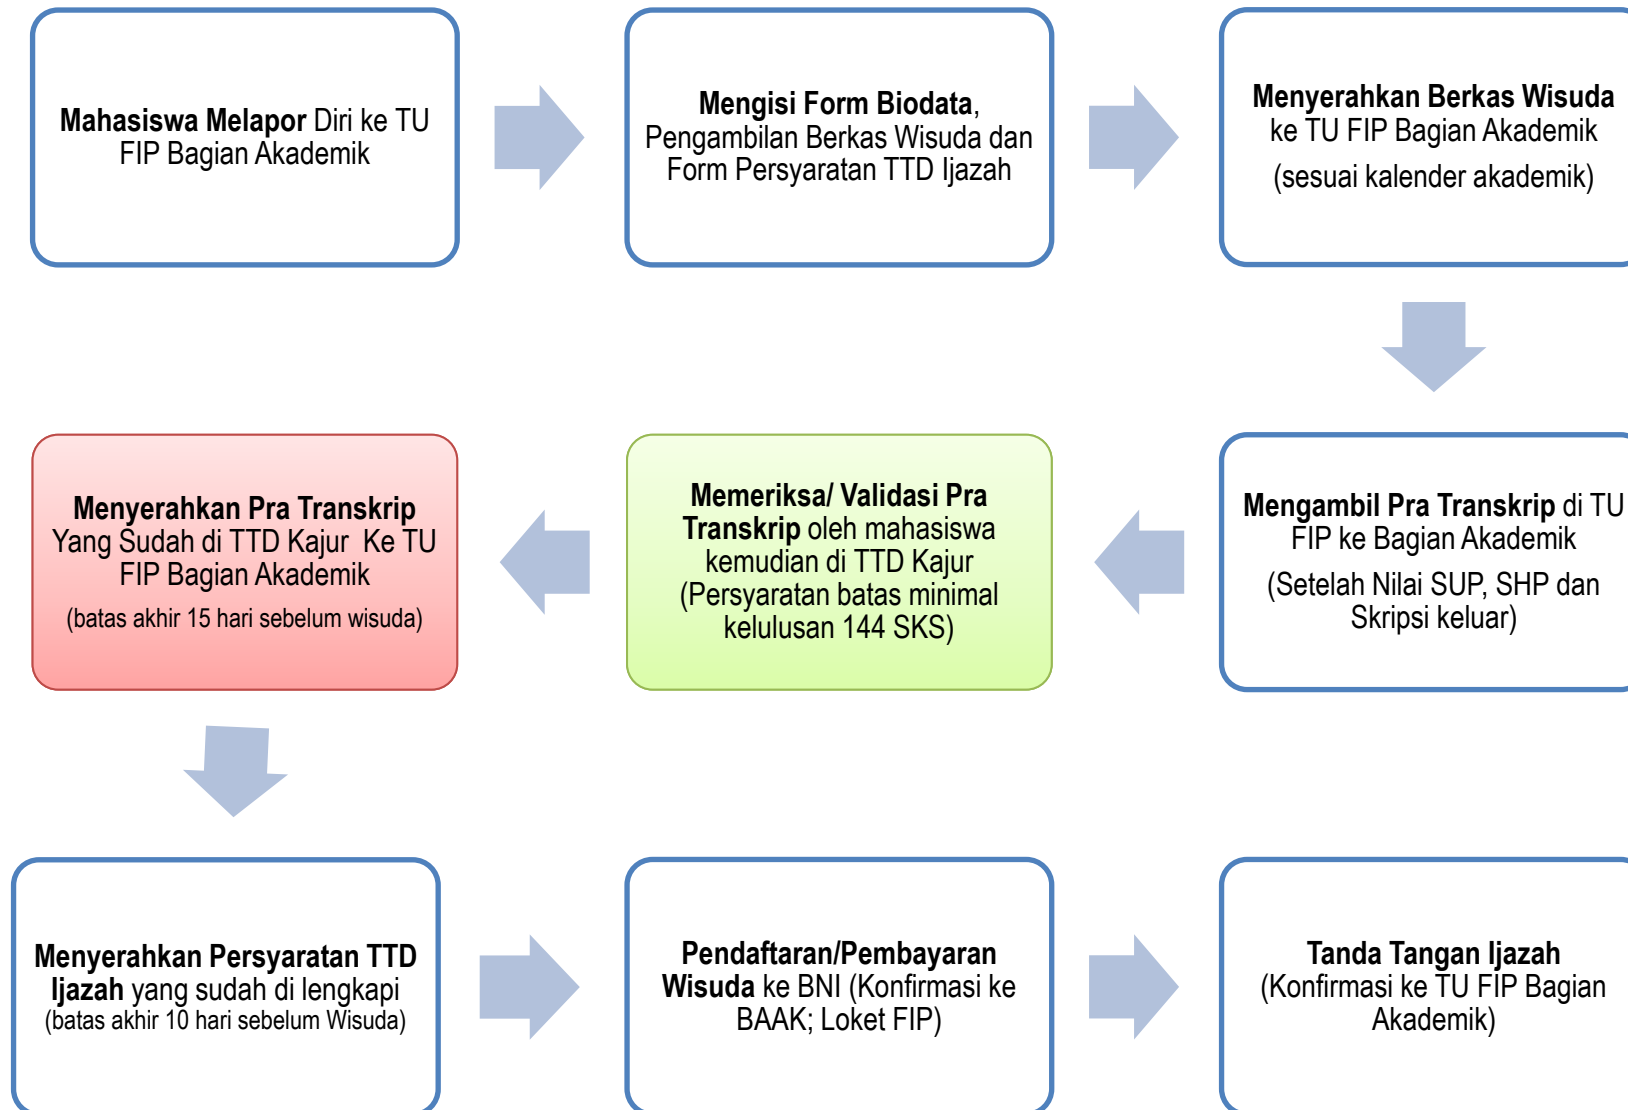 Mahasiswa Melapor Diri ke TU
FIP Bagian Akademik
Mengisi Form Biodata,
Pengambilan Berkas Wisuda dan
Form Persyaratan TTD Ijazah
Menyerahkan Berkas Wisuda
ke TU FIP Bagian Akademik
(sesuai kalender akademik)
Mengambil Pra Transkrip di TU
FIP ke Bagian Akademik
(Setelah Nilai SUP, SHP dan
Skripsi keluar)
Memeriksa/ Validasi Pra
Transkrip oleh mahasiswa
kemudian di TTD Kajur
(Persyaratan batas minimal
kelulusan 144 SKS)
Menyerahkan Pra Transkrip
Yang Sudah di TTD Kajur Ke TU
FIP Bagian Akademik
(batas akhir 15 hari sebelum wisuda)
Menyerahkan Persyaratan TTD
Ijazah yang sudah di lengkapi
(batas akhir 10 hari sebelum Wisuda)
Pendaftaran/Pembayaran
Wisuda ke BNI (Konfirmasi ke
BAAK; Loket FIP)
Tanda Tangan Ijazah
(Konfirmasi ke TU FIP Bagian
Akademik)